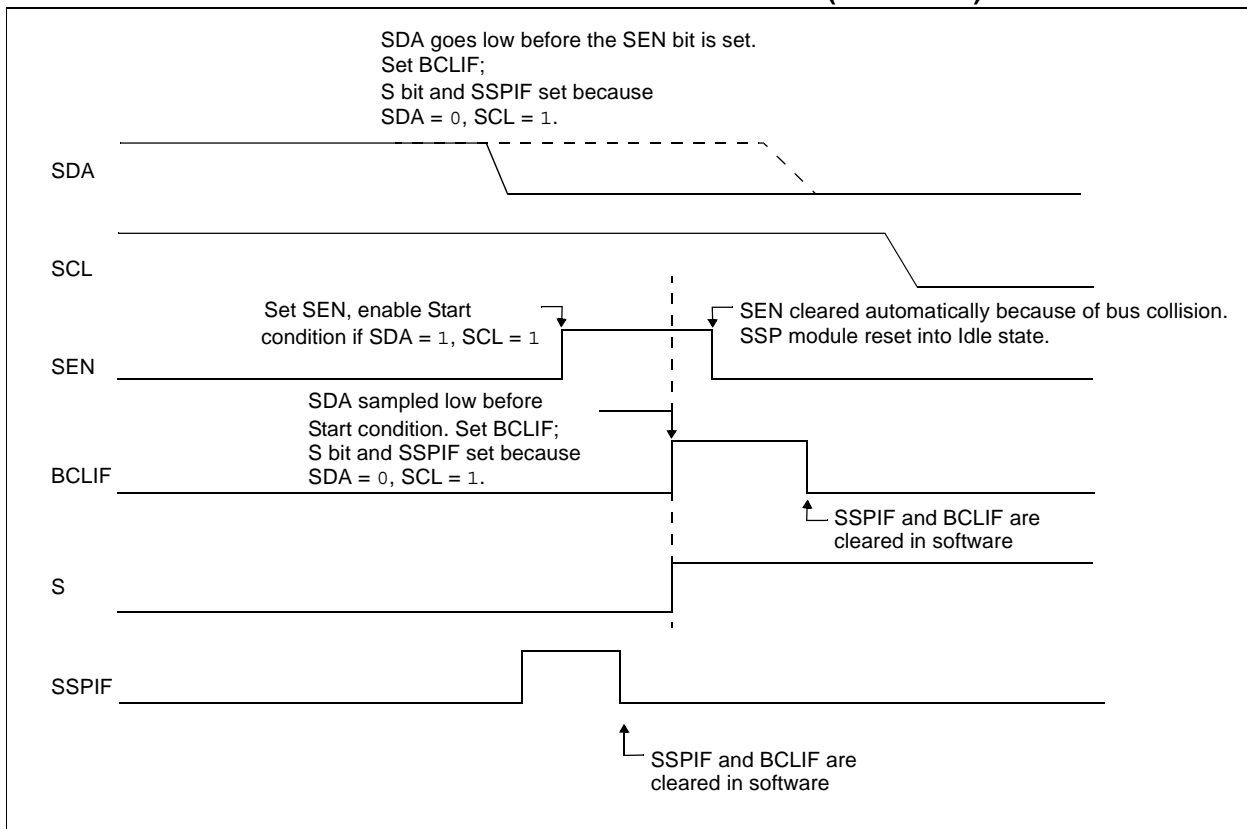 SDA goes low before the SEN bit is set.
Set BCLIF;
S bit and SSPIF set because
SDA = 0, SCL = 1.
SDA
SCL
Set SEN, enable Start
condition if SDA = 1, SCL = 1
SEN cleared automatically because of bus collision.
SSP module reset into Idle state.
SEN
SDA sampled low before
Start condition. Set BCLIF;
S bit and SSPIF set because
SDA = 0, SCL = 1.
BCLIF
SSPIF and BCLIF are
cleared in software
S
SSPIF
SSPIF and BCLIF are
cleared in software